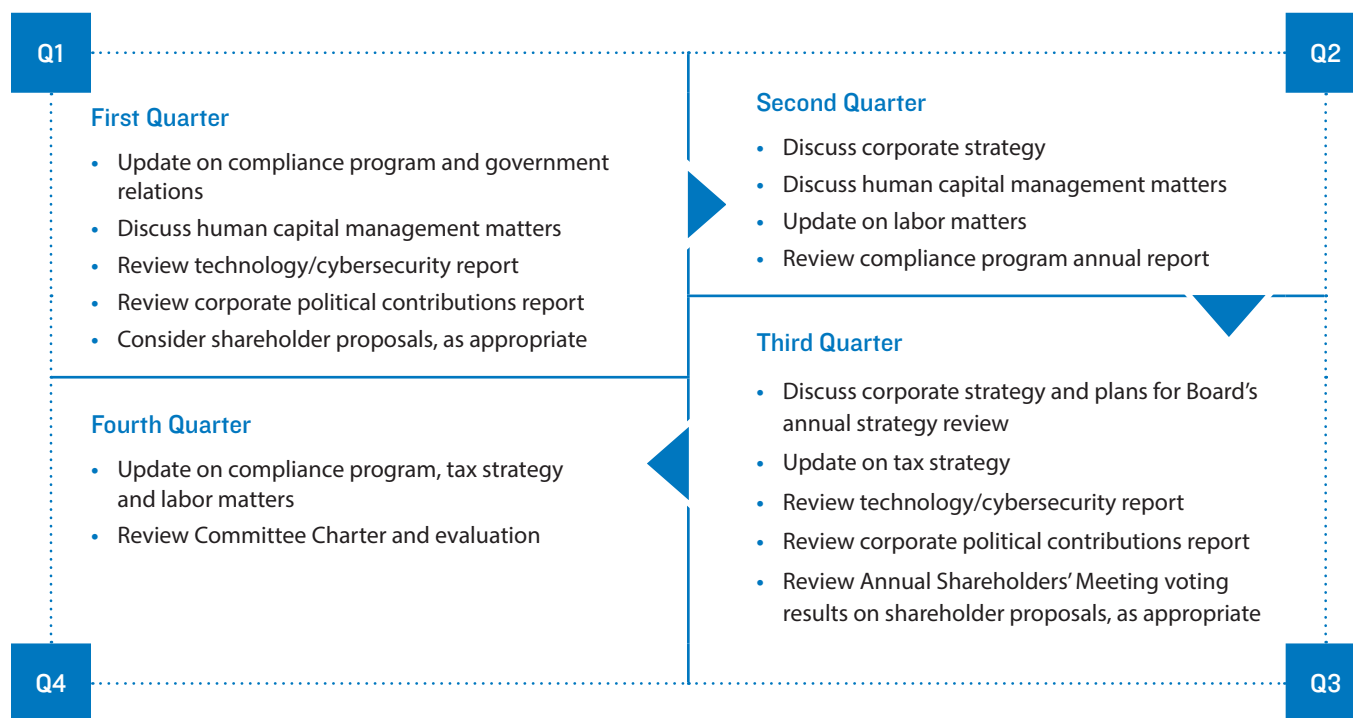 Q1
Q2
First Quarter
• Update on compliance program and government
relations
• Discuss human capital management matters
• Review technology/cybersecurity report
• Review corporate political contributions report
• Consider shareholder proposals, as appropriate
Second Quarter
• Discuss corporate strategy
• Discuss human capital management matters
• Update on labor matters
• Review compliance program annual report
Third Quarter
• Discuss corporate strategy and plans for Board’s
annual strategy review
• Update on tax strategy
• Review technology/cybersecurity report
• Review corporate political contributions report
• Review Annual Shareholders’ Meeting voting
results on shareholder proposals, as appropriate
Fourth Quarter
• Update on compliance program, tax strategy
and labor matters
• Review Committee Charter and evaluation
Q4
Q3